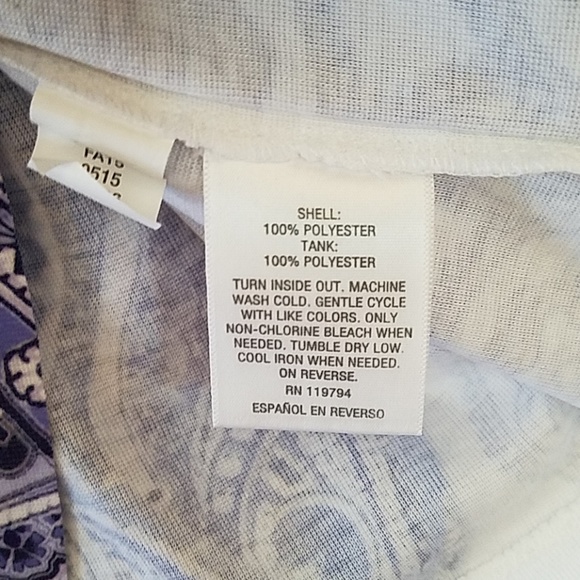 FA15
0515
SHELL:
100% POLYESTER
TANK:
100% POLYESTER
TURN INSIDE OUT. MACHINE
WASH COLD. GENTLE CYCLE
WITH LIKE COLORS. ONLY
NON-CHLORINE BLEACH WHEN
NEEDED. TUMBLE DRY LOW.
COOL IRON WHEN NEEDED.
ON REVERSE.
RN 119794
ESPAÑOL EN REVERSO